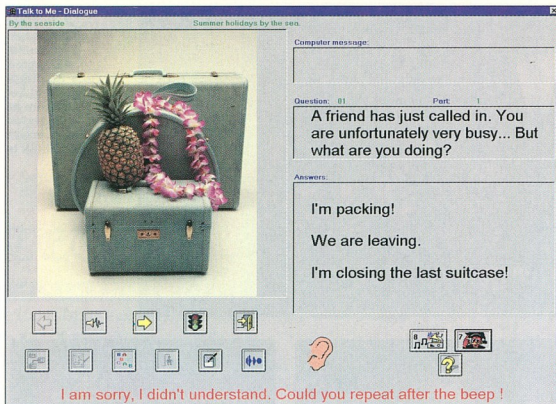 Talk to Me - Dialogue
By the seaside
Summer holidays by the sea.
Computer message:
Question: 01 Part: 1
A friend has just called in. You
are unfortunately very busy... But
what are you doing?
Answers:
I'm packing!
We are leaving.
I'm closing the last suitcase!
8
7
I am sorry, I didn't understand. Could you repeat after the beep !